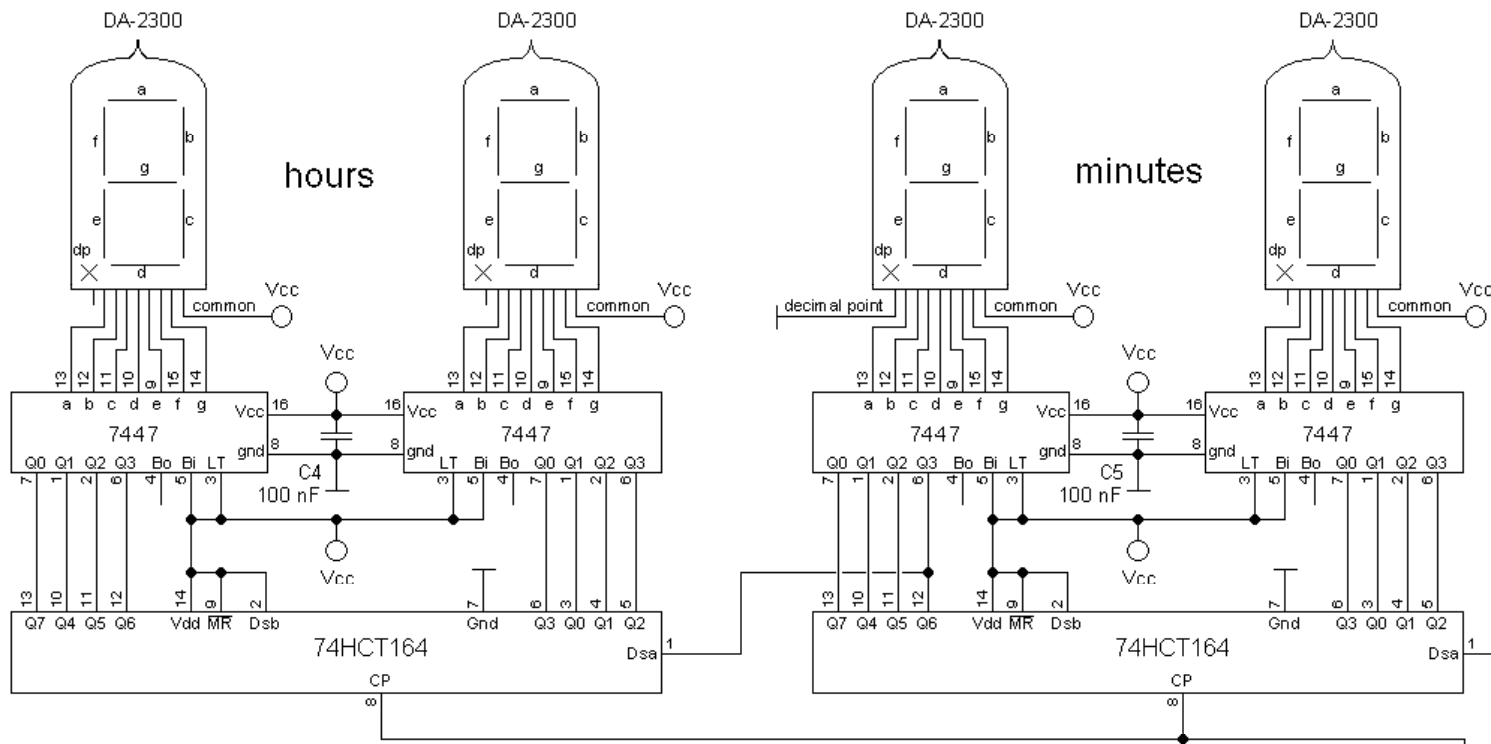 DA-2300 DA-2300 DA-2300 DA-2300
a a a a
f b f b f b f b
hours minutes
g g g g
e c e c e c e c
dp dp dp dp
d d d d
Vcc Vcc Vcc Vcc
common common decimal point common common
Vcc Vcc
13 12 11 10 9 15 14 13 12 11 10 9 15 14 13 12 11 10 9 15 14 13 12 11 10 9 15 14
a b c d e f g a b c d e f g a b c d e f g a b c d e f g
Vcc 16 16 Vcc Vcc 16 16 Vcc
7447 7447 7447 7447
gnd 8 8 gnd gnd 8 8 gnd
Q0 Q1 Q2 Q3 Bo Bi LT C4 LT Bi Bo Q0 Q1 Q2 Q3 Q0 Q1 Q2 Q3 Bo Bi LT C5 LT Bi Bo Q0 Q1 Q2 Q3
7 1 2 6 4 5 3 100 nF 3 5 4 7 1 2 6 7 1 2 6 4 5 3 100 nF 3 5 4 7 1 2 6
Vcc Vcc
13 10 11 12 14 9 2 7 6 3 4 5 13 10 11 12 14 9 2 7 6 3 4 5
Q7 Q4 Q5 Q6 Vdd MR Dsb Gnd Q3 Q0 Q1 Q2 Q7 Q4 Q5 Q6 Vdd MR Dsb Gnd Q3 Q0 Q1 Q2
74HCT164 Dsa 1 74HCT164 Dsa 1
CP CP
8 8